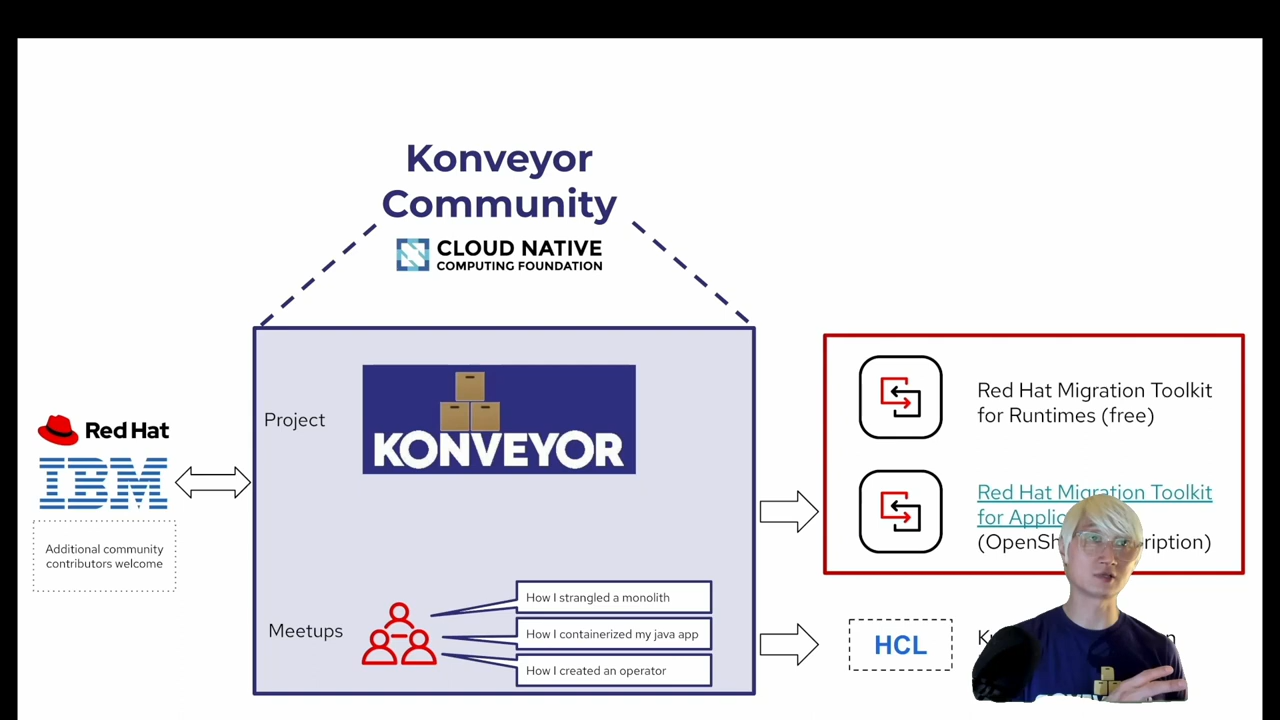 Konveyor
Community
CLOUD NATIVE
COMPUTING FOUNDATION
Red Hat
IBM
Additional community
contributors welcome
Project
KONVEYOR
Meetups
How I strangled a monolith
How I containerized my java app
How I created an operator
Red Hat Migration Toolkit
for Runtimes (free)
Red Hat Migration Toolkit
for
HCL